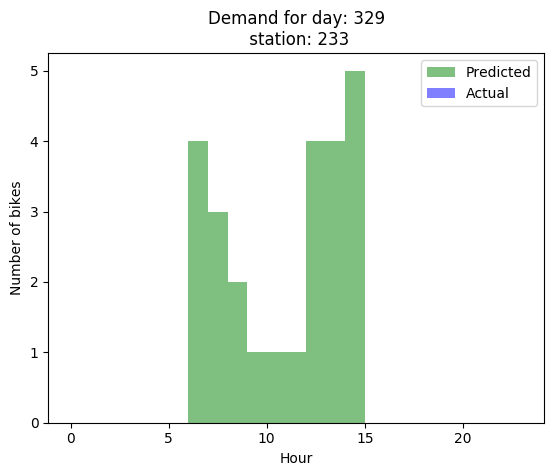 Demand for day: 329
station: 233
Predicted
Actual
Number of bikes
5
4
3
2
1
0
0 5 10 15 20
Hour